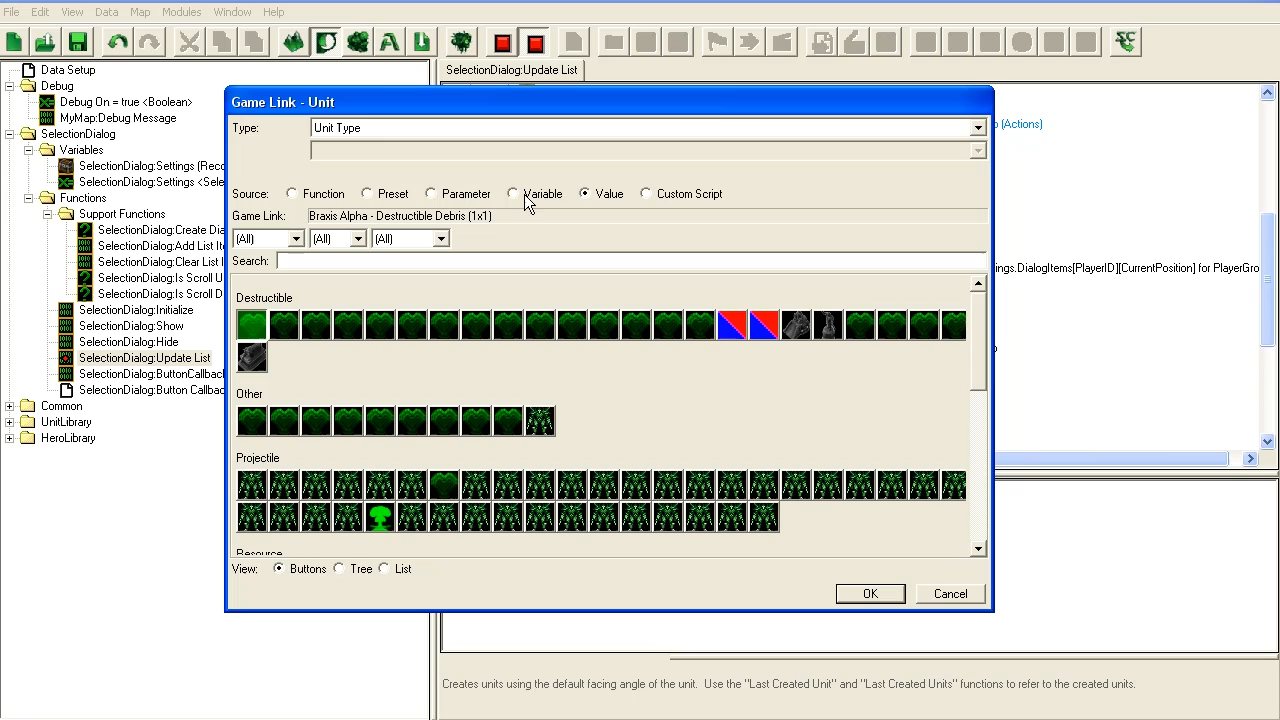 File Edit View Data Map Modules Window Help
Data Setup
SelectionDialog:Update List
Debug
Debug On = true <Boolean>
MyMap:Debug Message
SelectionDialog
Variables
SelectionDialog:Settings (Reco
SelectionDialog:Settings <Sele
Functions
Support Functions
SelectionDialog:Create Dia
SelectionDialog:Add List Ite
SelectionDialog:Clear List I
SelectionDialog:Is Scroll U
SelectionDialog:Is Scroll D
SelectionDialog:Initialize
SelectionDialog:Show
SelectionDialog:Hide
SelectionDialog:Update List
SelectionDialog:ButtonCallback
SelectionDialog:Button Callbac
Common
UnitLibrary
HeroLibrary
(Actions)
ngs.DialogItems[PlayerID][CurrentPosition] for PlayerGro
Game Link - Unit
Type: Unit Type
Source: Function Preset Parameter Variable Value Custom Script
Game Link: Braxis Alpha - Destructible Debris (1x1)
(All) (All) (All)
Search:
Destructible
Other
Projectile
Resource
View: Buttons Tree List
OK Cancel
Creates units using the default facing angle of the unit. Use the "Last Created Unit" and "Last Created Units" functions to refer to the created units.